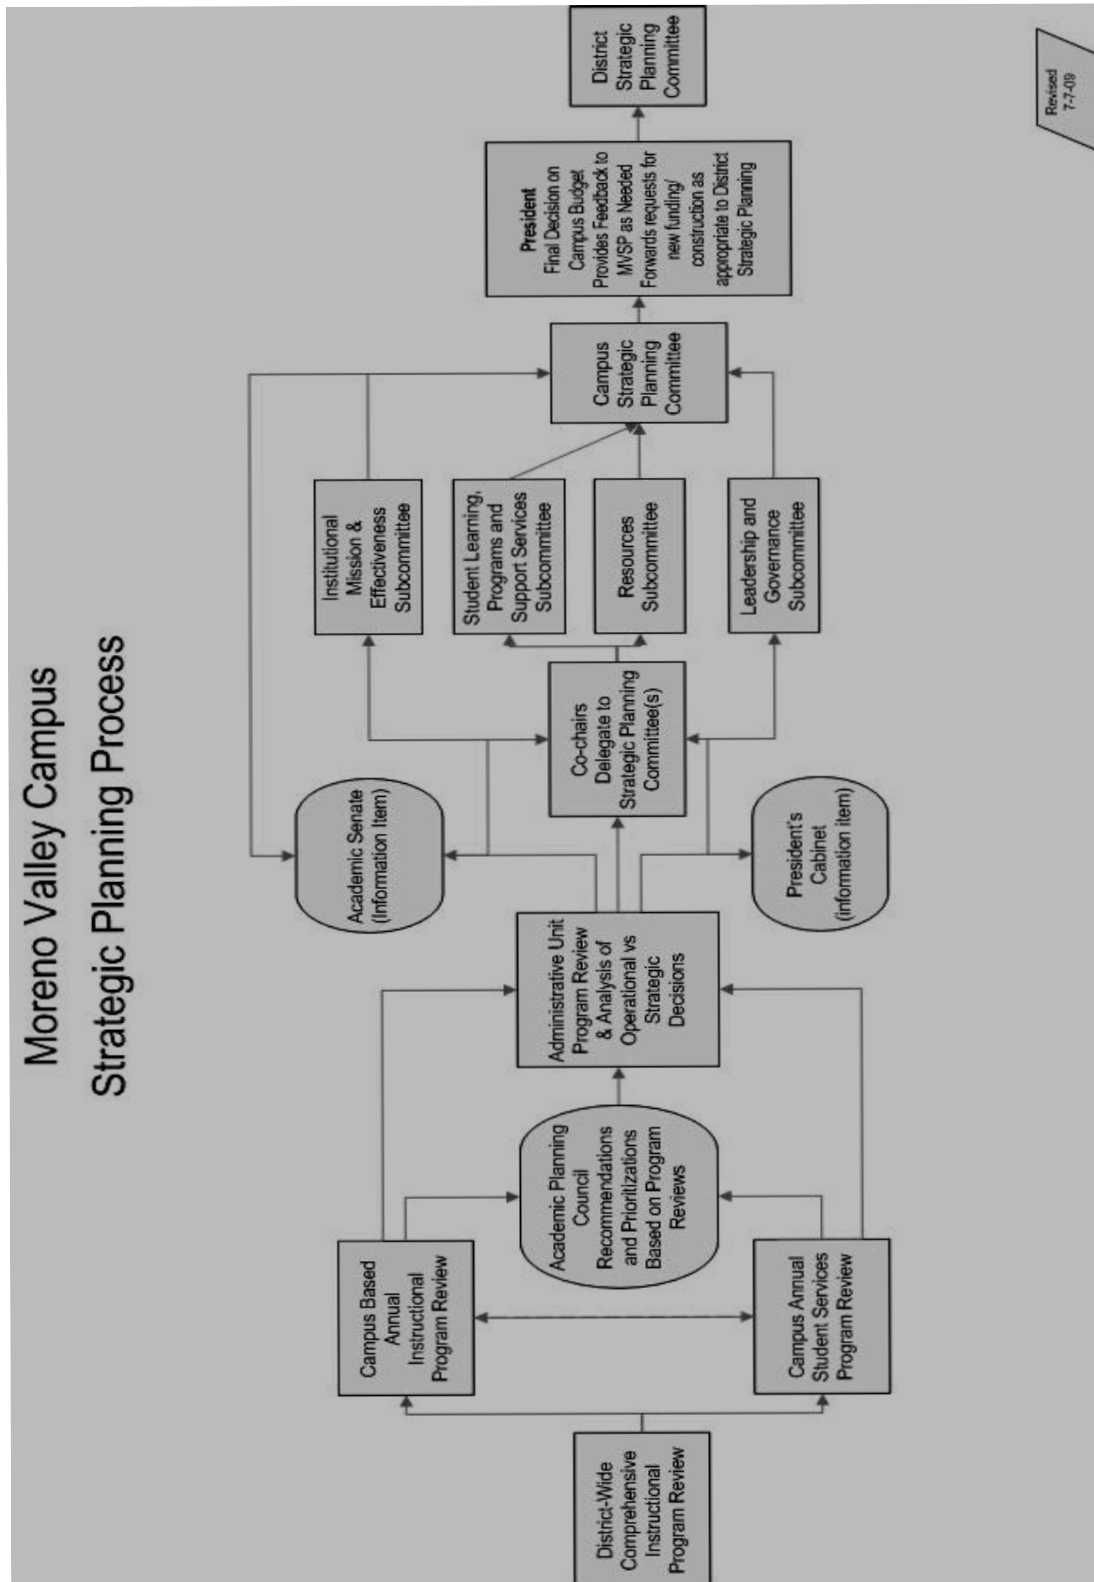 Moreno Valley Campus
Strategic Planning Process
District-Wide
Comprehensive
Instructional
Program Review
Campus Based
Annual
Instructional
Program Review
Campus Annual
Student Services
Program Review
Academic Planning
Council
Recommendations
and Prioritizations
Based on Program
Reviews
Administrative Unit
Program Review
& Analysis of
Operational vs
Strategic
Decisions
Academic Senate
(Information Item)
Co-chairs
Delegate to
Strategic Planning
Committee(s)
President's
Cabinet
(information item)
Institutional
Mission &
Effectiveness
Subcommittee
Student Learning,
Programs and
Support Services
Subcommittee
Resources
Subcommittee
Leadership and
Governance
Subcommittee
Campus
Strategic
Planning
Committee
President
Final Decision on
Campus Budget
Provides Feedback to
MVSP as Needed
Forwards requests for
new funding/
construction as
appropriate to District
Strategic Planning
District
Strategic
Planning
Committee
Revised
7-7-09